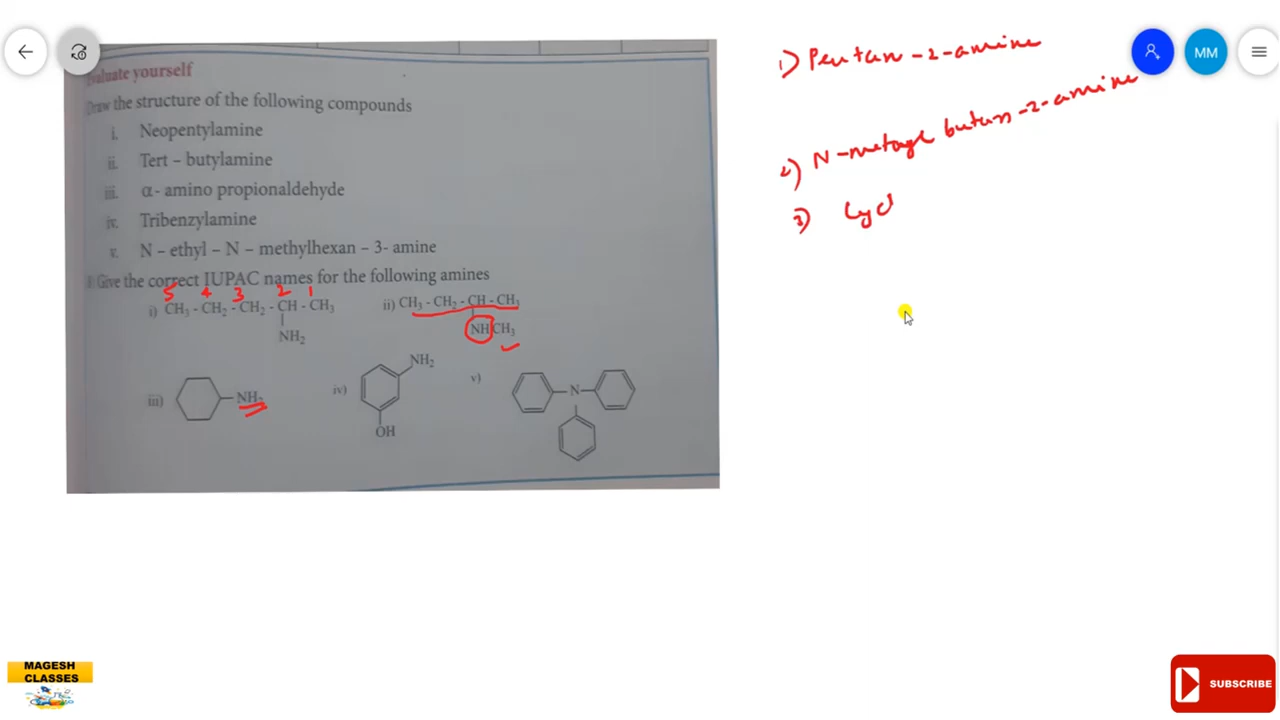 Evaluate yourself
Draw the structure of the following compounds
i. Neopentylamine
ii. Tert – butylamine
iii. α- amino propionaldehyde
iv. Tribenzylamine
v. N – ethyl – N – methylhexan – 3- amine
Give the correct IUPAC names for the following amines
5 4 3 2 1
i) CH3 - CH2 - CH2 - CH - CH3
NH2
ii) CH3 - CH2 - CH - CH3
NHCH3
iii) NH2
iv) NH2
OH
v) N
1) Pentan-2-amine
2) N-methyl butan-2-amine
3) Cycl
MM
MAGESH
CLASSES
SUBSCRIBE